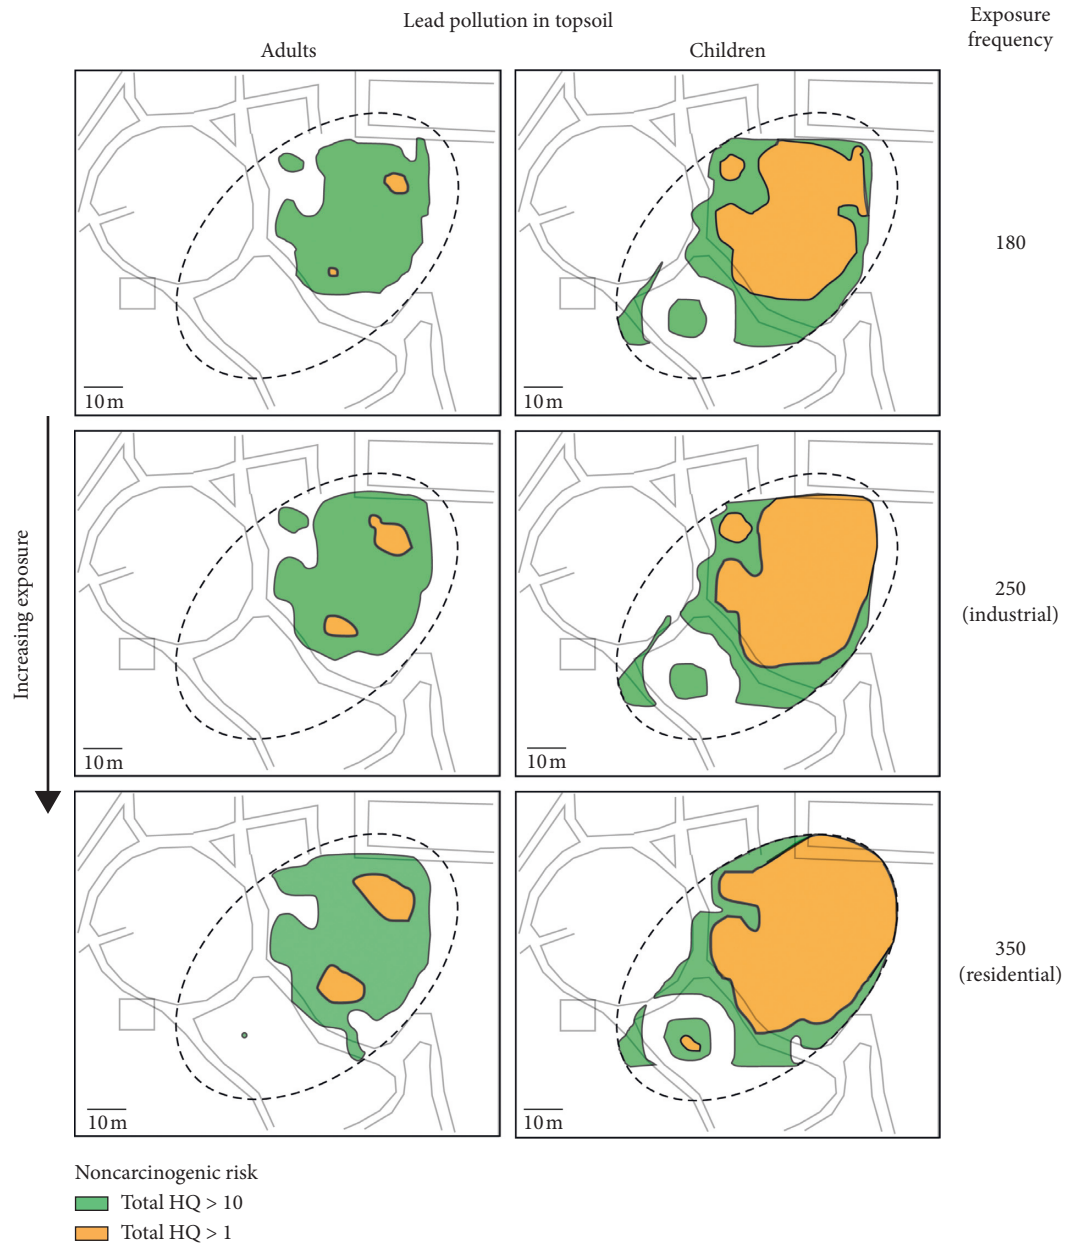 Lead pollution in topsoil
Exposure
frequency
Adults
Children
10 m
10 m
180
Increasing exposure
10 m
10 m
250
(industrial)
10 m
10 m
350
(residential)
Noncarcinogenic risk
Total HQ > 10
Total HQ > 1